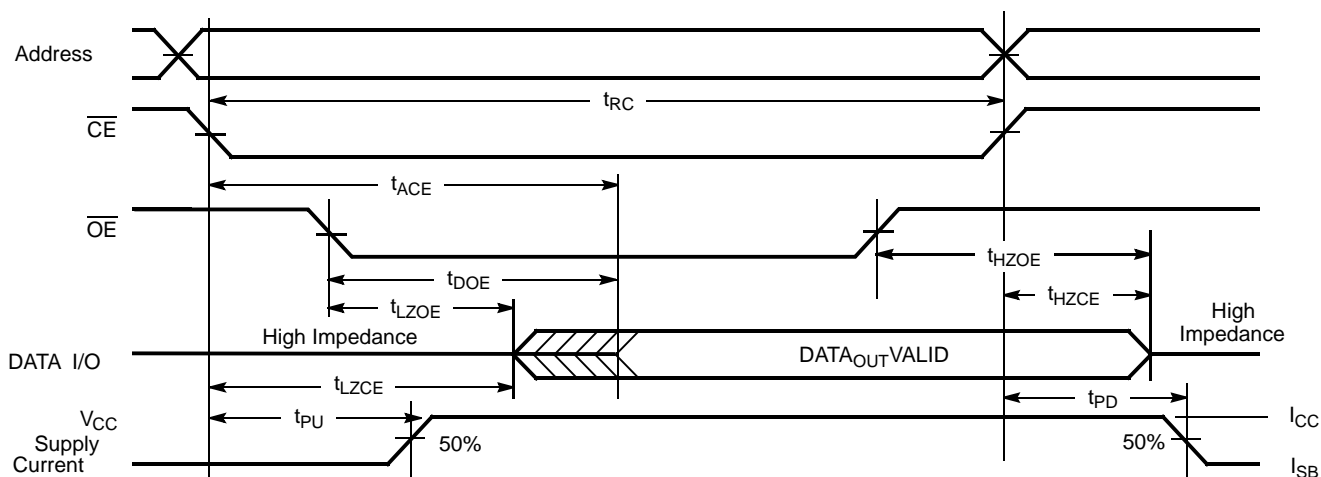 Address
tRC
CE
tACE
OE
tHZOE
tDOE
tLZOE
tHZCE
High Impedance
High
Impedance
DATA I/O
DATAOUTVALID
tLZCE
tPU
tPD
VCC
Supply
Current
50%
50%
ICC
ISB